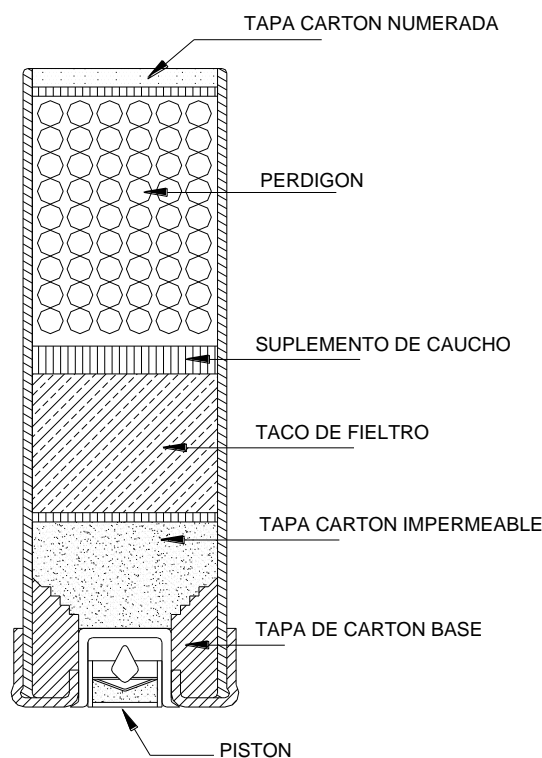 TAPA CARTON NUMERADA
PERDIGON
SUPLEMENTO DE CAUCHO
TACO DE FIELTRO
TAPA CARTON IMPERMEABLE
TAPA DE CARTON BASE
PISTON